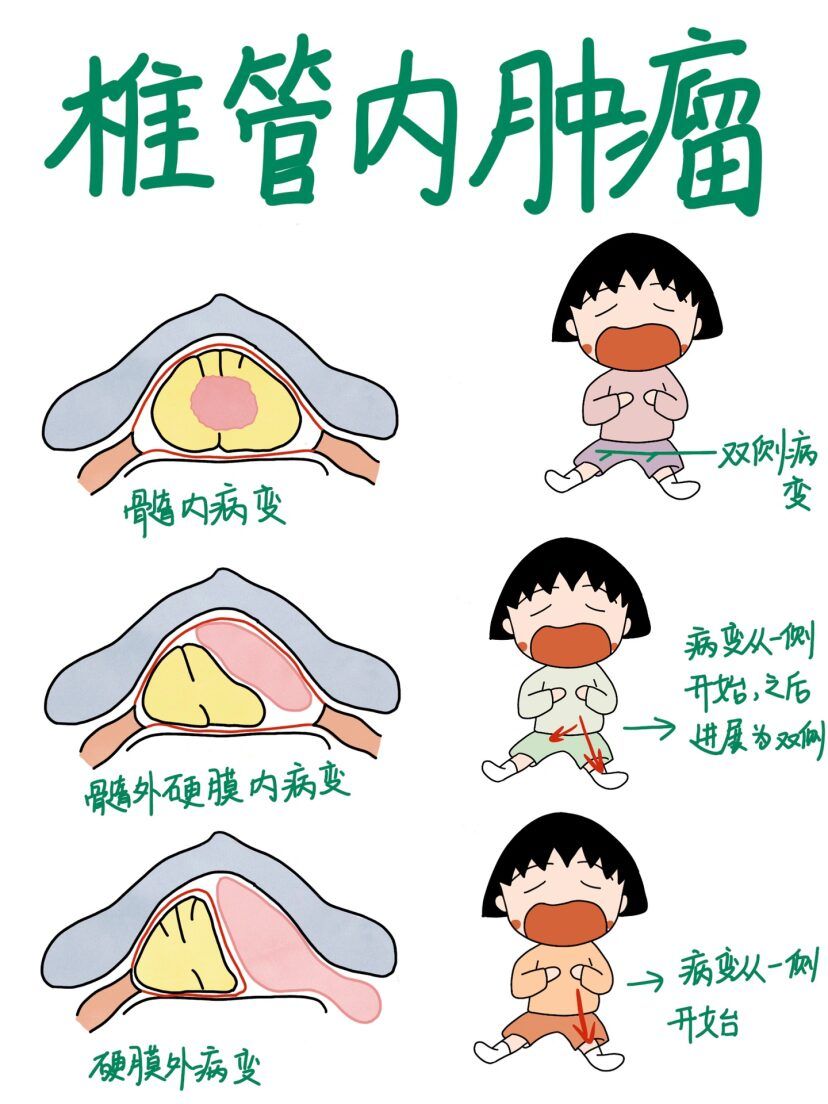 椎管内肿瘤
双侧病
变
髓内病变
病变从一侧
开始,之后
进展为双侧
髓外硬膜内病变
病变从一侧
开始
硬膜外病变